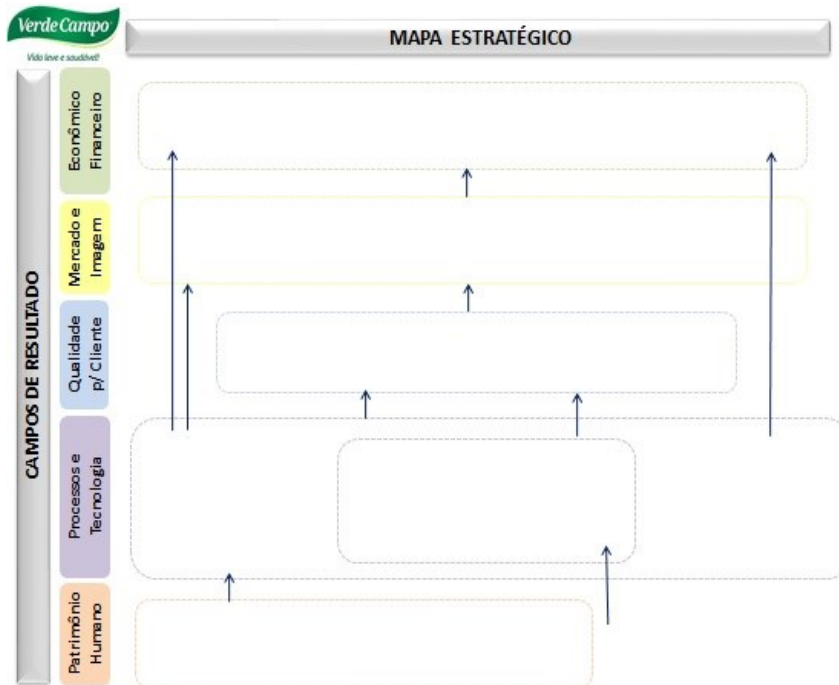 Verde Campo
Vida leve e saudável!
MAPA ESTRATÉGICO
CAMPOS DE RESULTADO
Econômico
Financeiro
Mercado e
Imagem
Qualidade
p/ Cliente
Processos e
Tecnologia
Patrimônio
Humano